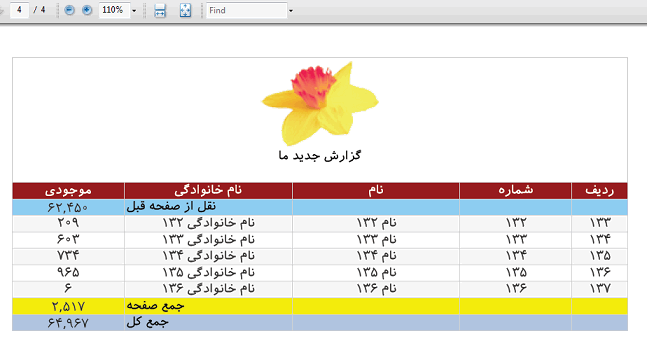 4 / 4 110% Find
گزارش جدید ما
ردیف شماره نام نام خانوادگی موجودی
نقل از صفحه قبل ۶۲,۴۵۰
۱۳۳ ۱۳۲ نام ۱۳۲ نام خانوادگی ۱۳۲ ۲۰۹
۱۳۴ ۱۳۳ نام ۱۳۳ نام خانوادگی ۱۳۳ ۶۰۳
۱۳۵ ۱۳۴ نام ۱۳۴ نام خانوادگی ۱۳۴ ۷۳۴
۱۳۶ ۱۳۵ نام ۱۳۵ نام خانوادگی ۱۳۵ ۹۶۵
۱۳۷ ۱۳۶ نام ۱۳۶ نام خانوادگی ۱۳۶ ۶
جمع صفحه ۲,۵۱۷
جمع کل ۶۴,۹۶۷